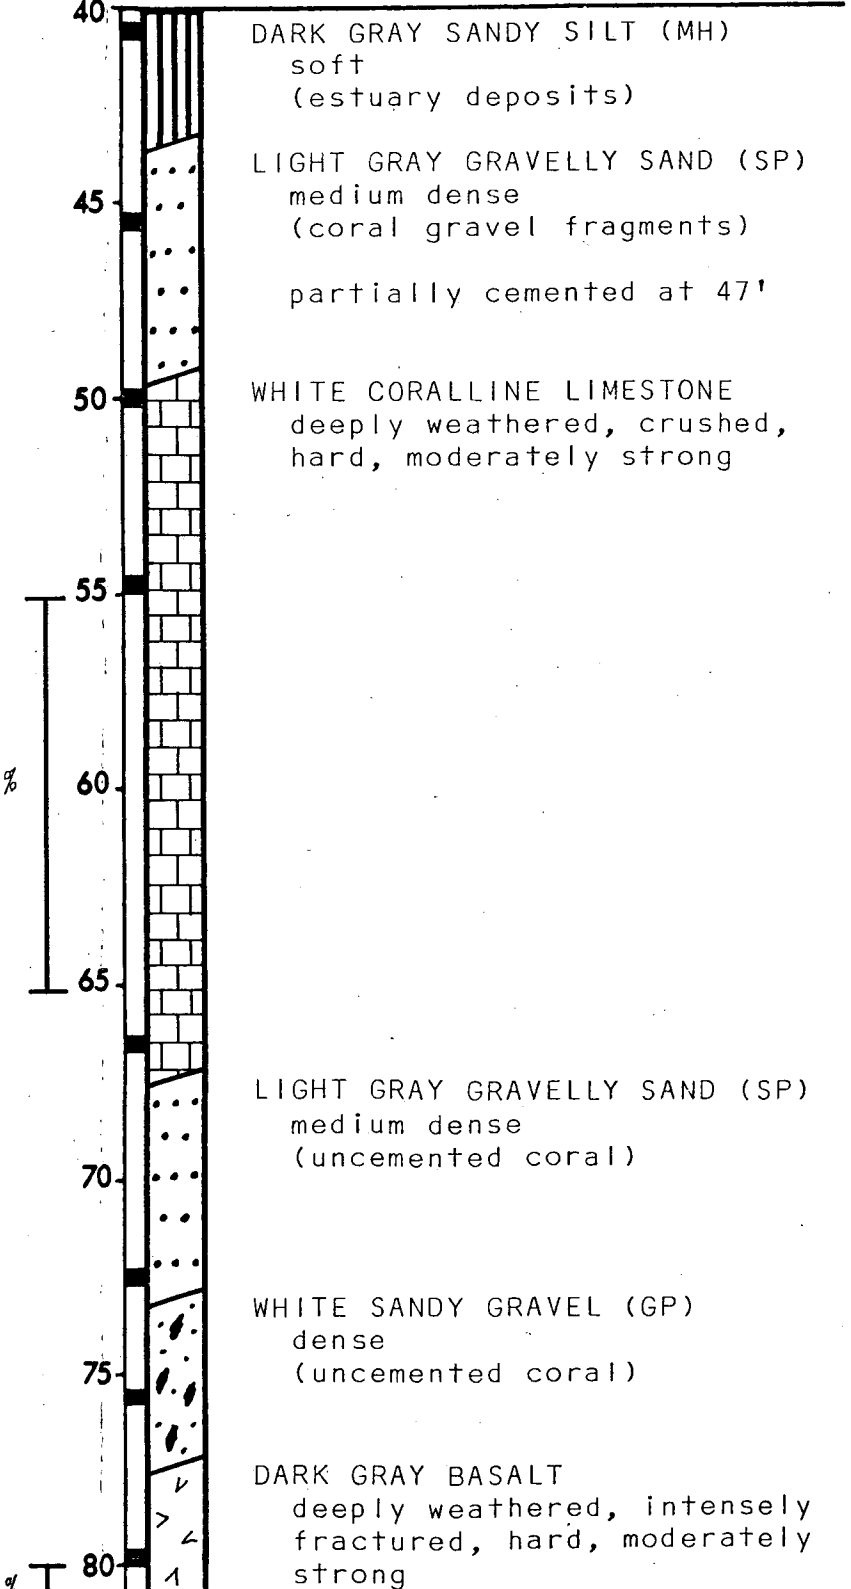 40
DARK GRAY SANDY SILT (MH)
soft
(estuary deposits)
LIGHT GRAY GRAVELLY SAND (SP)
45
medium dense
(coral gravel fragments)
partially cemented at 47'
50
WHITE CORALLINE LIMESTONE
deeply weathered, crushed,
hard, moderately strong
55
%
60
65
LIGHT GRAY GRAVELLY SAND (SP)
medium dense
(uncemented coral)
70
WHITE SANDY GRAVEL (GP)
dense
75
(uncemented coral)
DARK GRAY BASALT
deeply weathered, intensely
fractured, hard, moderately
80
strong